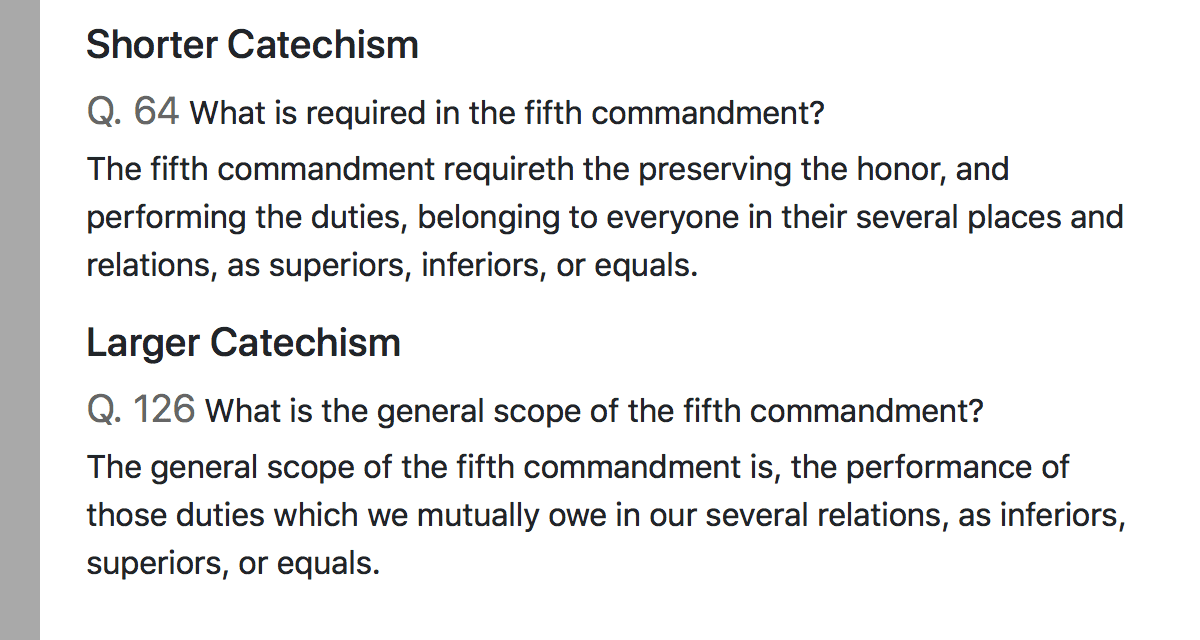 Shorter Catechism
Q. 64 What is required in the fifth commandment?
The fifth commandment requireth the preserving the honor, and
performing the duties, belonging to everyone in their several places and
relations, as superiors, inferiors, or equals.
Larger Catechism
Q. 126 What is the general scope of the fifth commandment?
The general scope of the fifth commandment is, the performance of
those duties which we mutually owe in our several relations, as inferiors,
superiors, or equals.